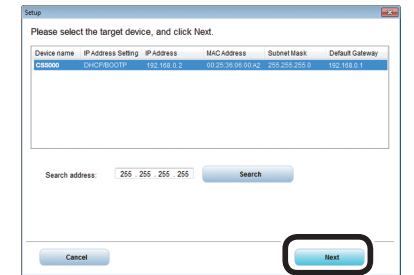 Setup
Please select the target device, and click Next.
Device name IP Address Setting IP Address MAC Address Subnet Mask Default Gateway
CS5000 DHCP/BOOTP 192.168.0.2 00:25:36:06:00:A2 255.255.255.0 192.168.0.1
Search address: 255 . 255 . 255 . 255 Search
Cancel Next